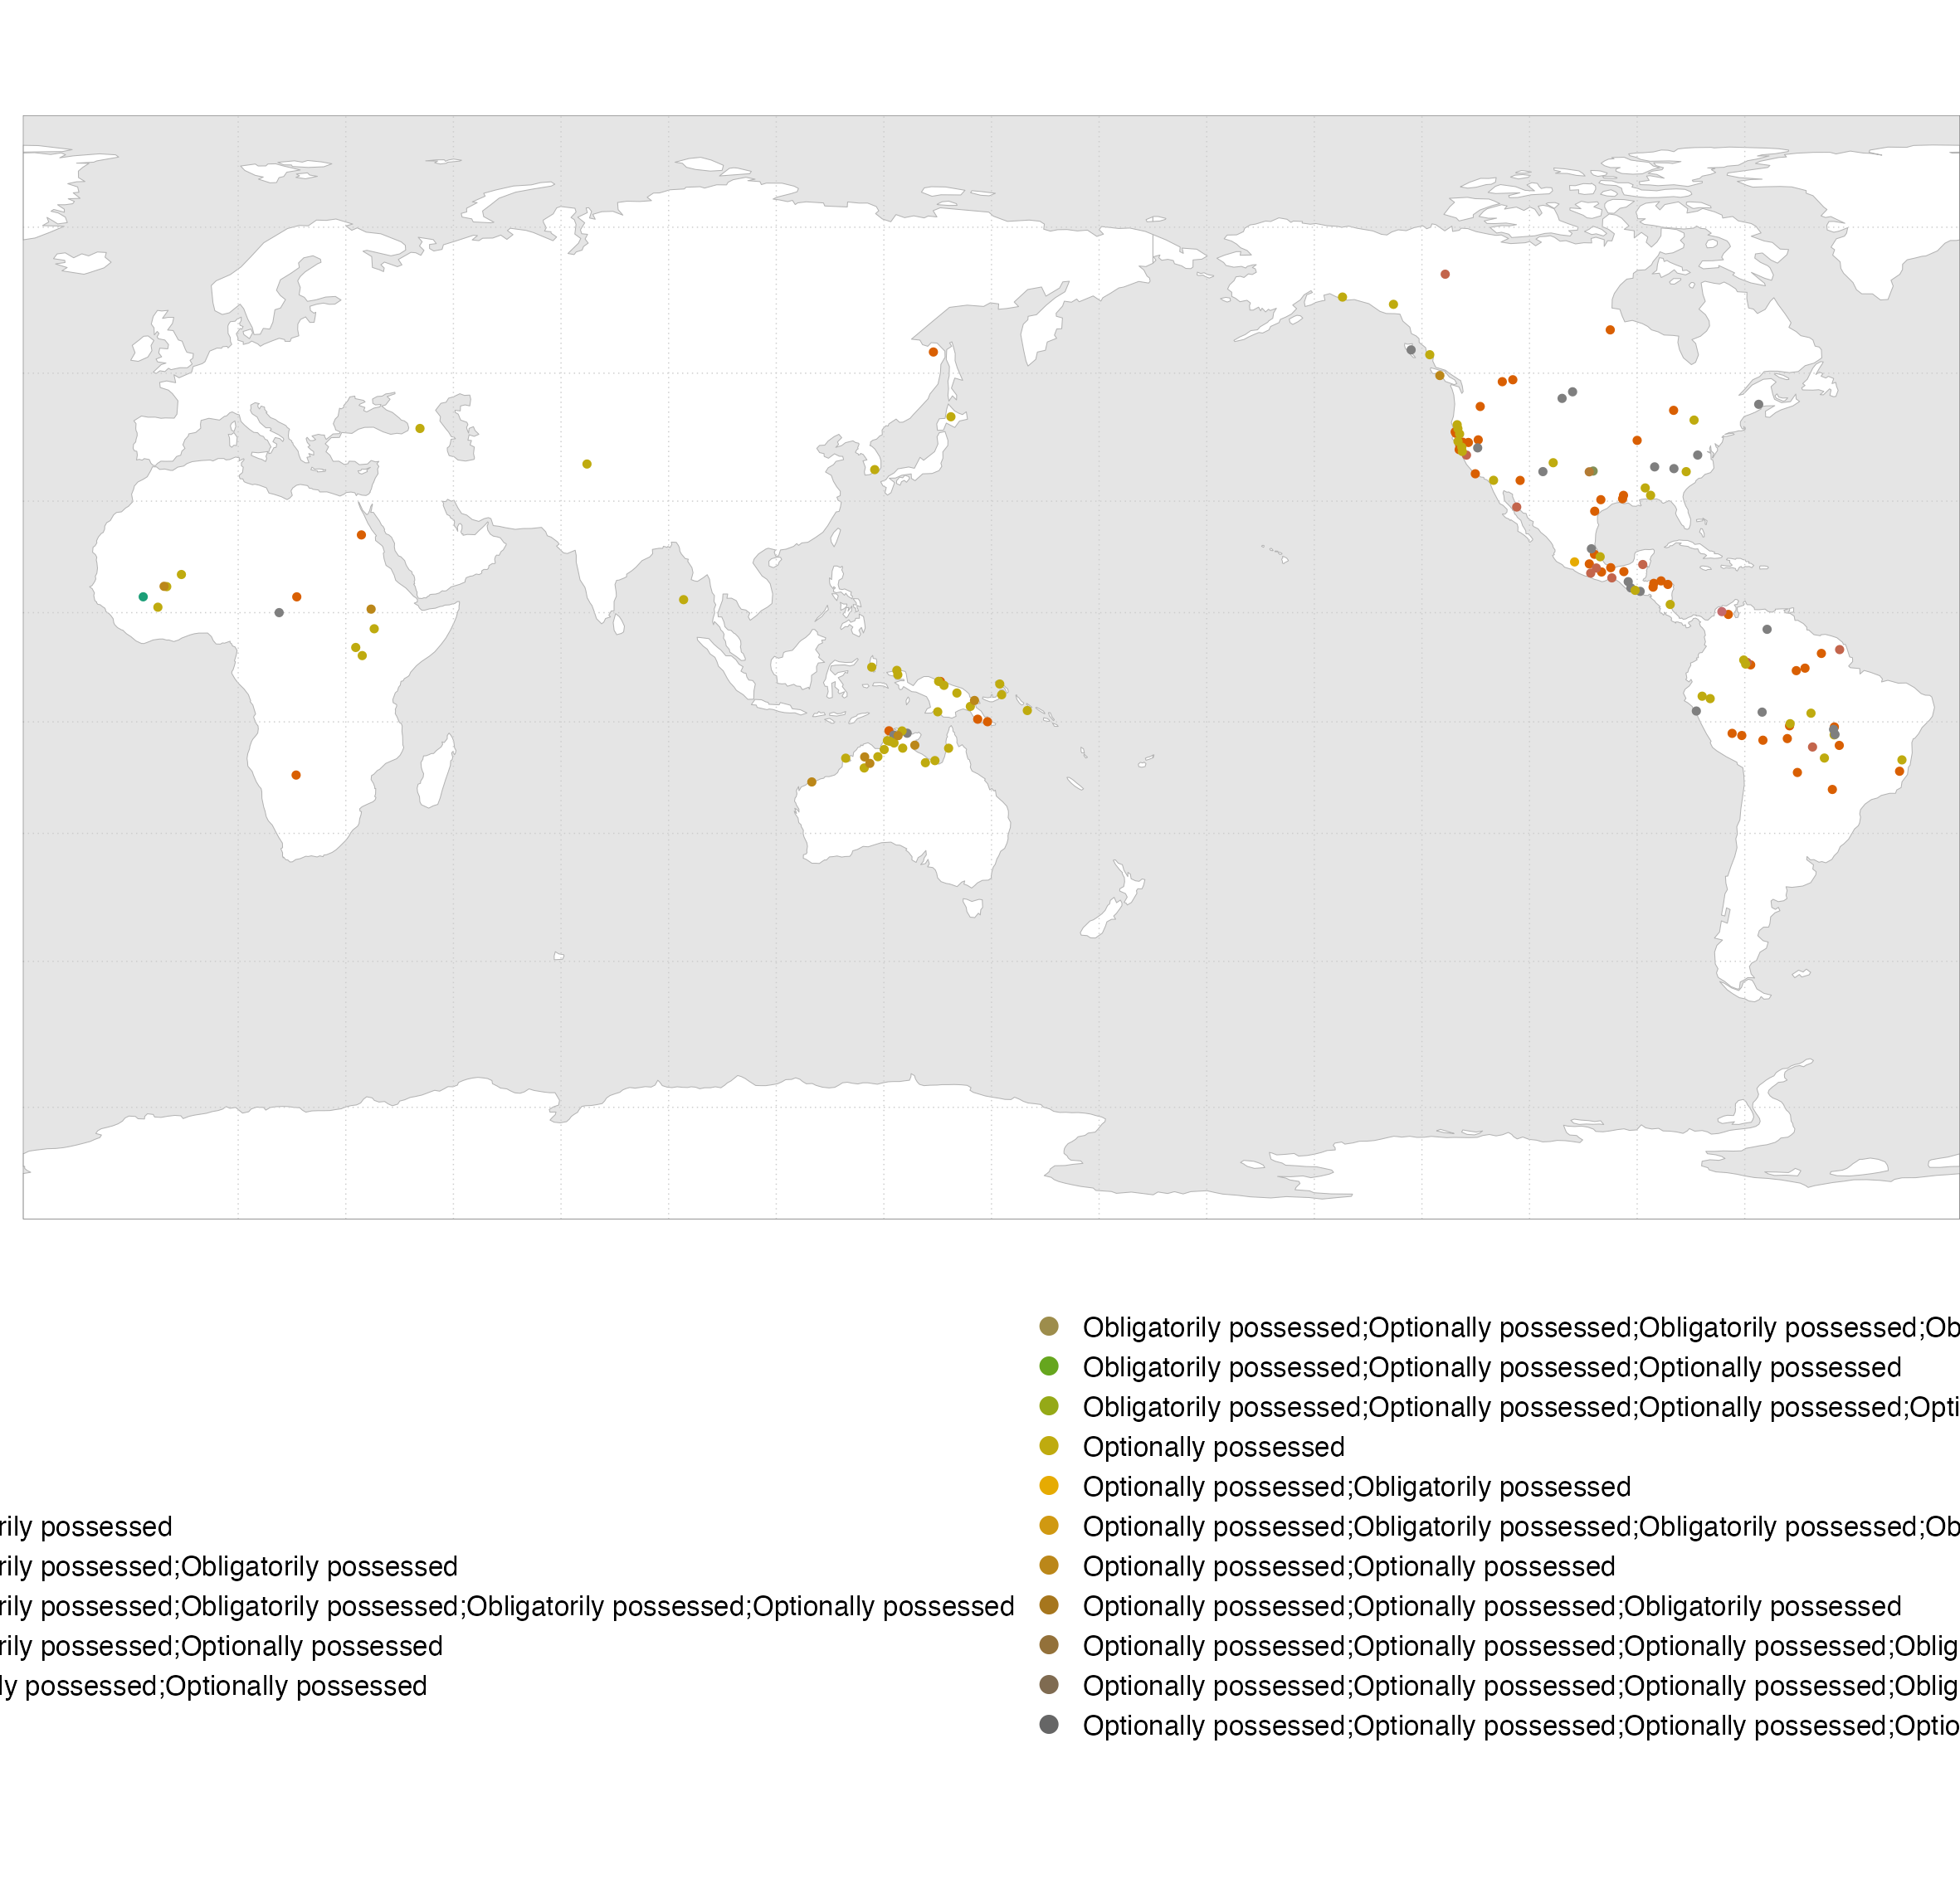 rily possessed
rily possessed;Obligatorily possessed
rily possessed;Obligatorily possessed;Obligatorily possessed;Optionally possessed
rily possessed;Optionally possessed
ly possessed;Optionally possessed
Obligatorily possessed;Optionally possessed;Obligatorily possessed;Ob
Obligatorily possessed;Optionally possessed;Optionally possessed
Obligatorily possessed;Optionally possessed;Optionally possessed;Opti
Optionally possessed
Optionally possessed;Obligatorily possessed
Optionally possessed;Obligatorily possessed;Obligatorily possessed;Ob
Optionally possessed;Optionally possessed
Optionally possessed;Optionally possessed;Obligatorily possessed
Optionally possessed;Optionally possessed;Optionally possessed;Oblig
Optionally possessed;Optionally possessed;Optionally possessed;Oblig
Optionally possessed;Optionally possessed;Optionally possessed;Optio